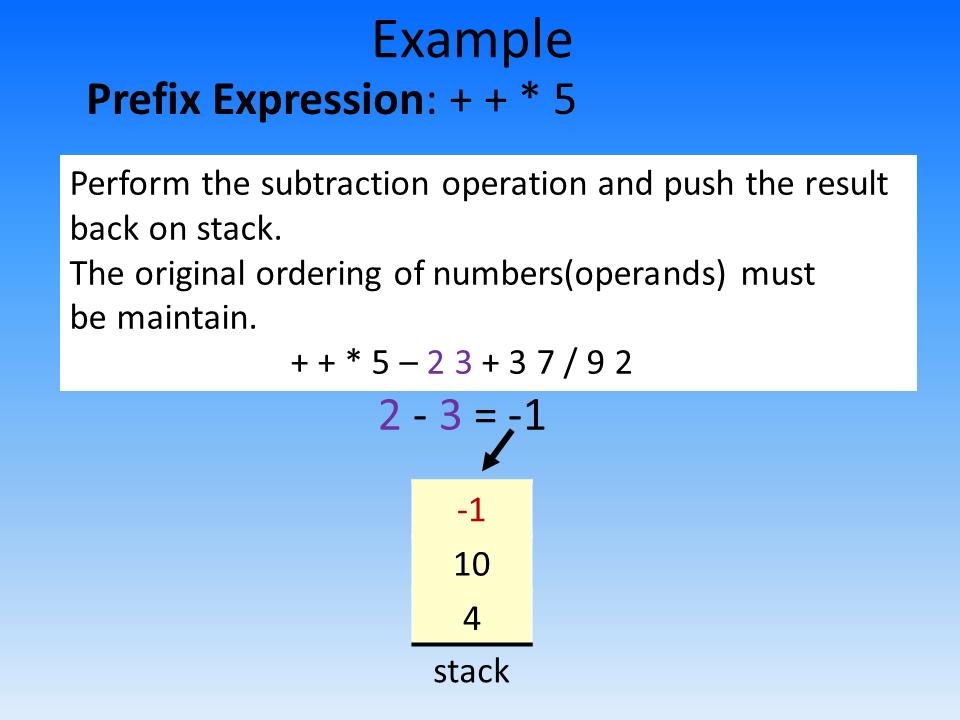 Example
Prefix Expression: + + * 5
Perform the subtraction operation and push the result
back on stack.
The original ordering of numbers(operands) must
be maintain.
+ + * 5 – 2 3 + 3 7 / 9 2
2 - 3 = -1
-1
10
4
stack